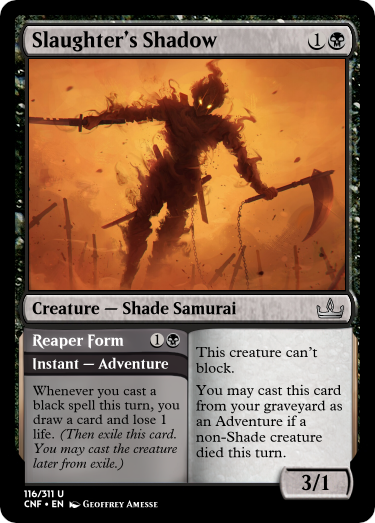 Slaughter's Shadow 1
Creature — Shade Samurai
Reaper Form 1
Instant — Adventure
Whenever you cast a
black spell this turn, you
draw a card and lose 1
life. (Then exile this card.
You may cast the creature
later from exile.)
This creature can't
block.
You may cast this card
from your graveyard as
an Adventure if a
non-Shade creature
died this turn.
3/1
116/311 U
CNF • EN Geoffrey Amesse